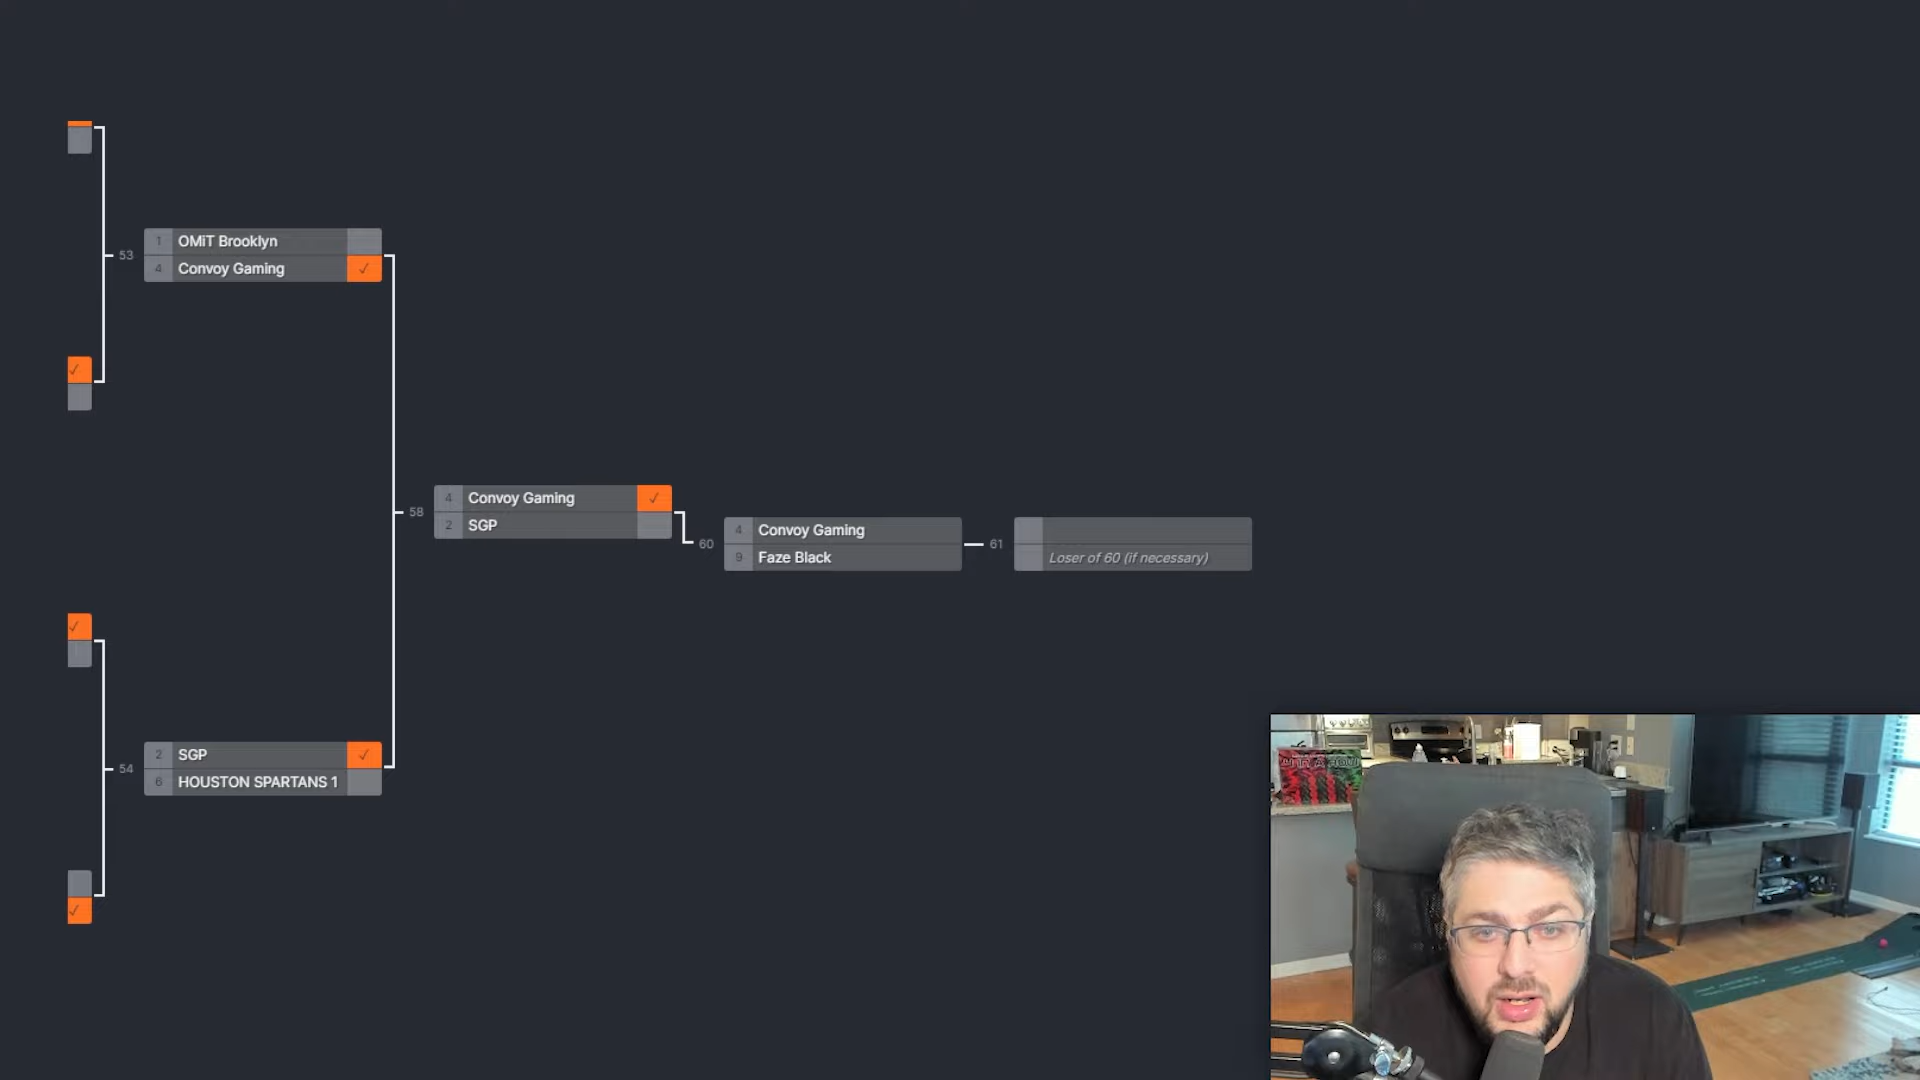 53
1 OMiT Brooklyn
4 Convoy Gaming ✓
✓
58
4 Convoy Gaming ✓
2 SGP
60
4 Convoy Gaming
9 Faze Black
61
Loser of 60 (if necessary)
✓
54
2 SGP ✓
6 HOUSTON SPARTANS 1
✓